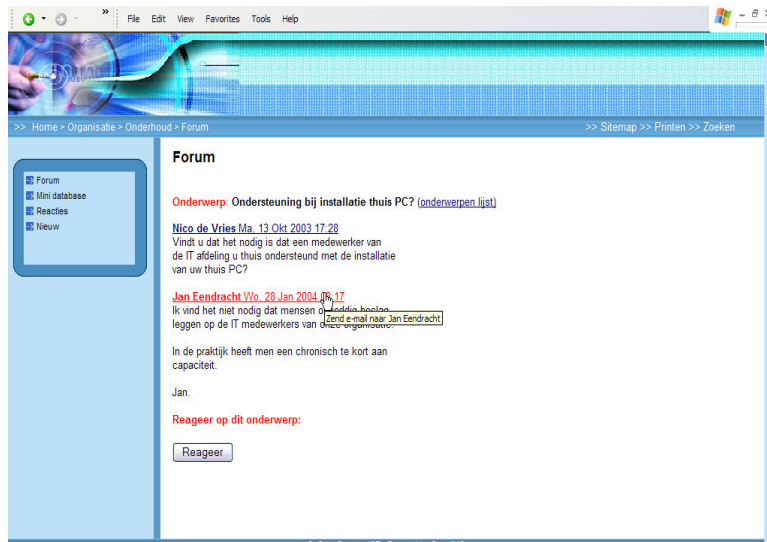 » File Edit View Favorites Tools Help
>> Home > Organisatie > Onderhoud > Forum >> Sitemap >> Printen >> Zoeken
Forum
Mini database
Reacties
Nieuw
Forum
Onderwerp: Ondersteuning bij installatie thuis PC? (onderwerpen lijst)
Nico de Vries Ma, 13 Okt 2003 17:28
Vindt u dat het nodig is dat een medewerker van
de IT afdeling u thuis ondersteund met de installatie
van uw thuis PC?
Jan Eendracht Wo, 28 Jan 2004 :17
Ik vind het niet nodig dat mensen beslag
Zend e-mail naar Jan Eendracht
leggen op de IT medewerkers van organisatie.
In de praktijk heeft men een chronisch te kort aan
capaciteit.
Jan.
Reageer op dit onderwerp:
Reageer